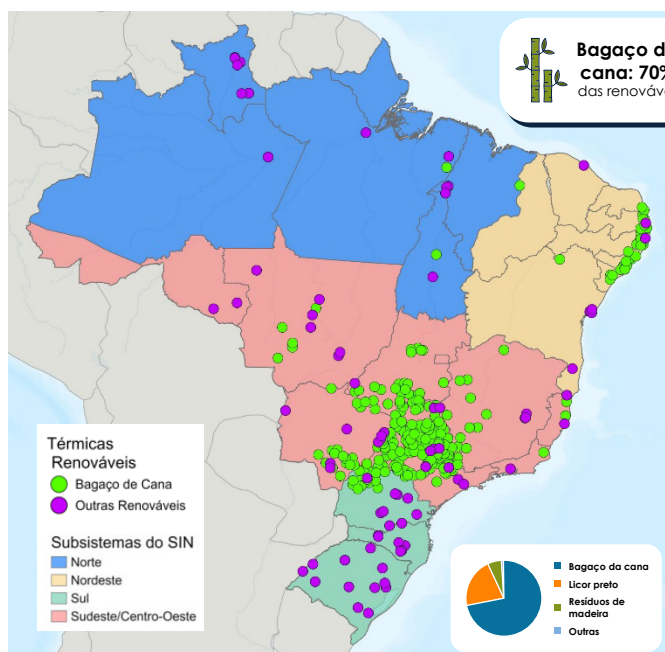 Bagaço d
cana: 70%
das renováve
Térmicas
Renováveis
Bagaço de Cana
Outras Renováveis
Subsistemas do SIN
Norte
Nordeste
Sul
Sudeste/Centro-Oeste
Bagaço da cana
Licor preto
Resíduos de
madeira
Outras